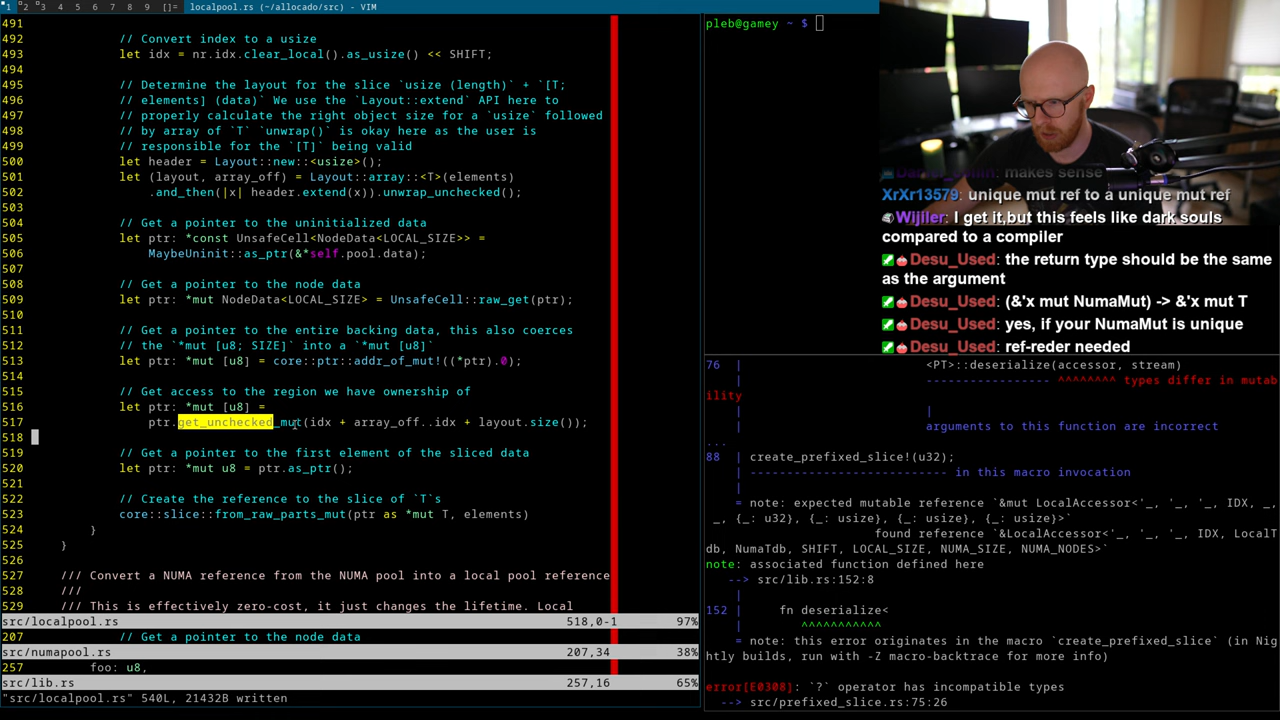 1 2 3 4 5 6 7 8 9 []= localpool.rs (~/allocado/src) - VIM
491
492 // Convert index to a usize
493 let idx = nr.idx.clear_local().as_usize() << SHIFT;
494
495 // Determine the layout for the slice `usize (length)` + `[T;
496 // elements] (data)` We use the `Layout::extend` API here to
497 // properly calculate the right object size for a `usize` followed
498 // by array of `T` `unwrap()` is okay here as the user is
499 // responsible for the `[T]` being valid
500 let header = Layout::new::<usize>();
501 let (layout, array_off) = Layout::array::<T>(elements)
502 .and_then(|x| header.extend(x)).unwrap_unchecked();
503
504 // Get a pointer to the uninitialized data
505 let ptr: *const UnsafeCell<NodeData<LOCAL_SIZE>> =
506 MaybeUninit::as_ptr(&*self.pool.data);
507
508 // Get a pointer to the node data
509 let ptr: *mut NodeData<LOCAL_SIZE> = UnsafeCell::raw_get(ptr);
510
511 // Get a pointer to the entire backing data, this also coerces
512 // the `*mut [u8; SIZE]` into a `*mut [u8]`
513 let ptr: *mut [u8] = core::ptr::addr_of_mut!((*ptr).0);
514
515 // Get access to the region we have ownership of
516 let ptr: *mut [u8] =
517 ptr.get_unchecked_mut(idx + array_off..idx + layout.size());
518
519 // Get a pointer to the first element of the sliced data
520 let ptr: *mut u8 = ptr.as_ptr();
521
522 // Create the reference to the slice of `T`s
523 core::slice::from_raw_parts_mut(ptr as *mut T, elements)
524 }
525 }
526
527 /// Convert a NUMA reference from the NUMA pool into a local pool reference
528 ///
529 /// This is effectively zero-cost, it just changes the lifetime. Local
src/localpool.rs 518,0-1 97%
207 // Get a pointer to the node data
src/numapool.rs 207,34 38%
257 foo: u8,
src/lib.rs 257,16 65%
"src/localpool.rs" 540L, 21432B written
pleb@gamey ~ $
makes sense
XrXr13579: unique mut ref to a unique mut ref
Wijiler: I get it,but this feels like dark souls
compared to a compiler
Desu_Used: the return type should be the same
as the argument
Desu_Used: (&'x mut NumaMut) -> &'x mut T
Desu_Used: yes, if your NumaMut is unique
Desu_Used: ref-reder needed
76 | <PT>::deserialize(accessor, stream)
| ----------------- ^^^^^^^^ types differ in mutab
ility
| |
| arguments to this function are incorrect
...
88 | create_prefixed_slice!(u32);
| --------------------------- in this macro invocation
|
= note: expected mutable reference `&mut LocalAccessor<'_, '_, '_, IDX, _,
_, {_: u32}, {_: usize}, {_: usize}, {_: usize}>`
found reference `&LocalAccessor<'_, '_, '_, IDX, LocalT
db, NumaTdb, SHIFT, LOCAL_SIZE, NUMA_SIZE, NUMA_NODES>`
note: associated function defined here
--> src/lib.rs:152:8
|
152 | fn deserialize<
| ^^^^^^^^^^^
= note: this error originates in the macro `create_prefixed_slice` (in Nig
htly builds, run with -Z macro-backtrace for more info)
error[E0308]: `?` operator has incompatible types
--> src/prefixed_slice.rs:75:26